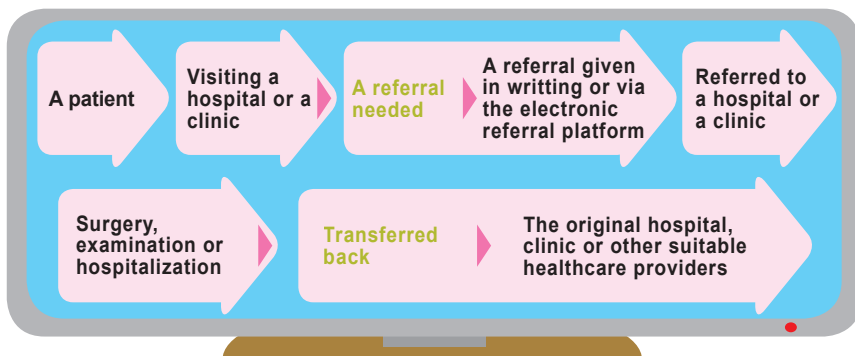 A patient
Visiting a
hospital or a
clinic
A referral
needed
A referral given
in writting or via
the electronic
referral platform
Referred to
a hospital or
a clinic
Surgery,
examination or
hospitalization
Transferred
back
The original hospital,
clinic or other suitable
healthcare providers